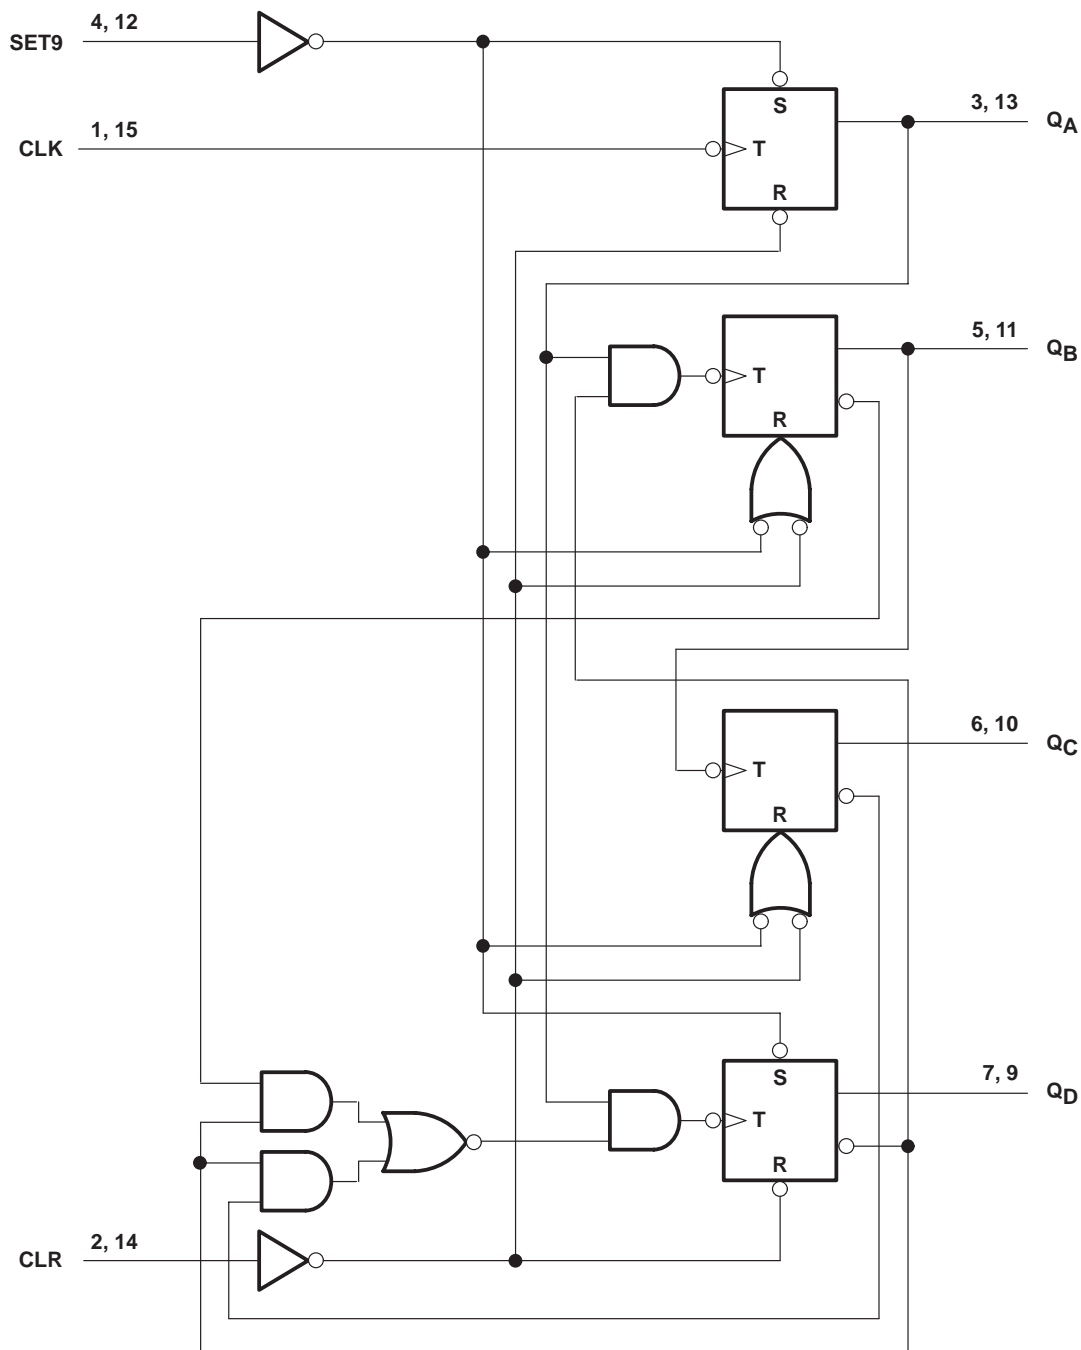 4, 12
SET9
S
3, 13
QA
1, 15
CLK
T
R
5, 11
QB
T
R
6, 10
QC
T
R
7, 9
QD
S
T
R
2, 14
CLR